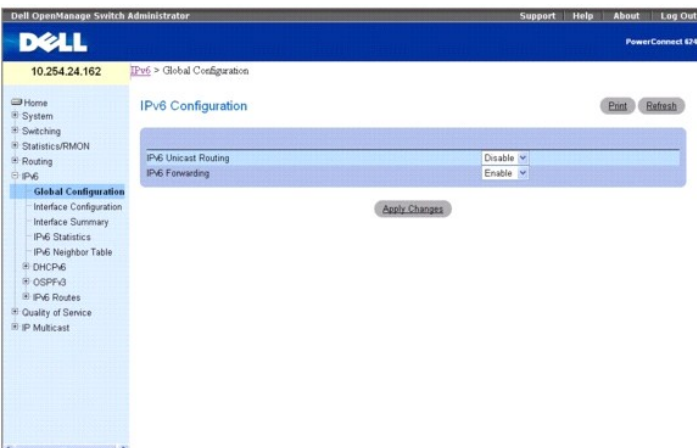 Dell OpenManage Switch Administrator
Support Help About Log Out
DELL
PowerConnect 624
10.254.24.162
IPv6 > Global Configuration
Home
System
Switching
Statistics/RMON
Routing
IPv6
Global Configuration
Interface Configuration
Interface Summary
IPv6 Statistics
IPv6 Neighbor Table
DHCPv6
OSPFv3
IPv6 Routes
Quality of Service
IP Multicast
IPv6 Configuration
Print Refresh
IPv6 Unicast Routing Disable
IPv6 Forwarding Enable
Apply Changes